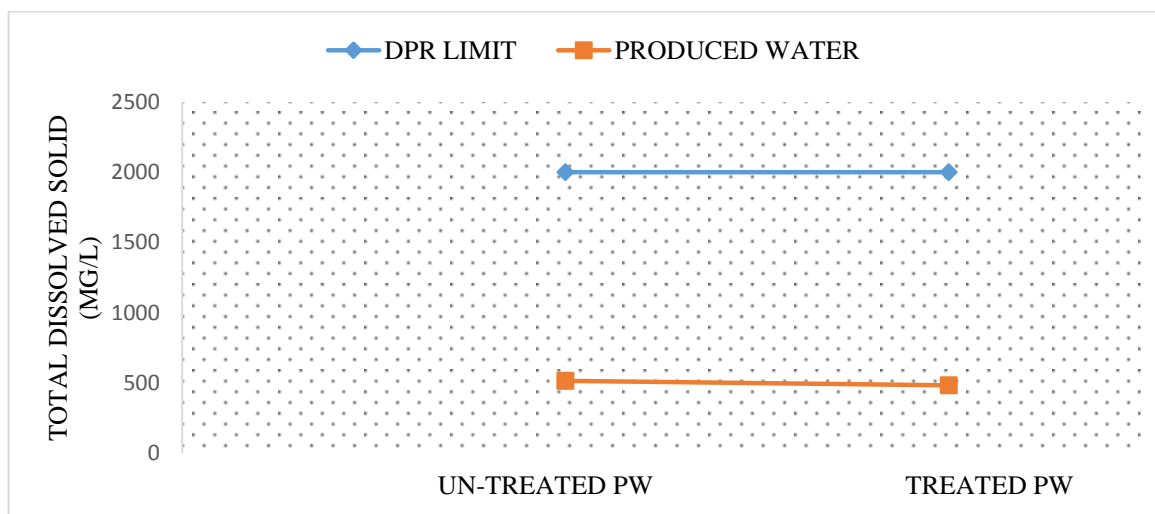 DPR LIMIT PRODUCED WATER
TOTAL DISSOLVED SOLID
(MG/L)
2500
2000
1500
1000
500
0
UN-TREATED PW TREATED PW